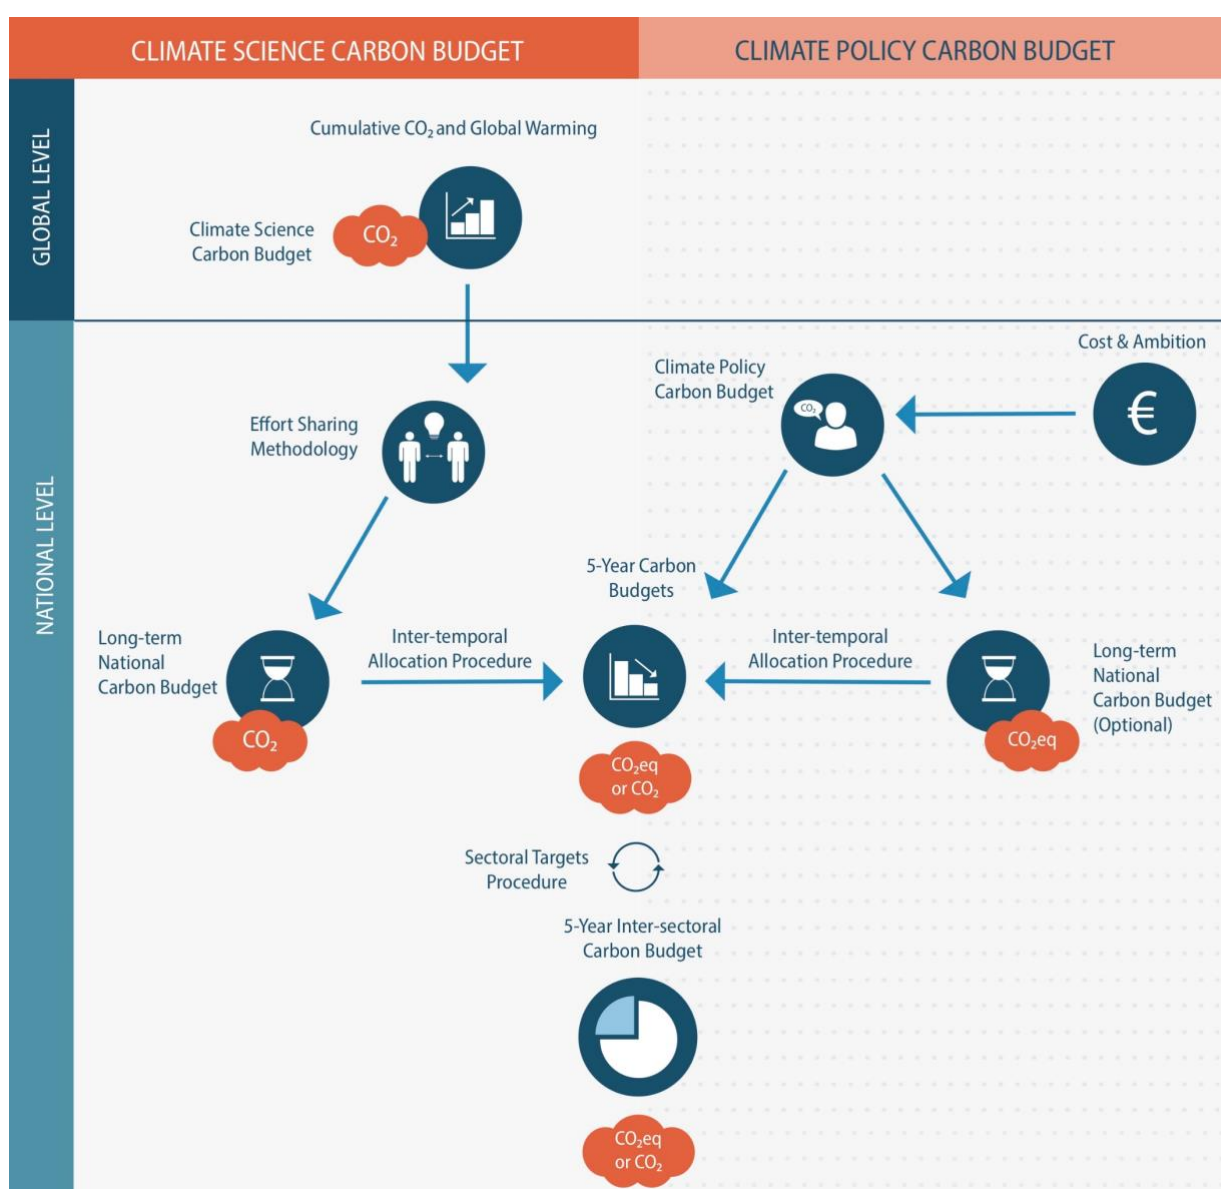 CLIMATE SCIENCE CARBON BUDGET
CLIMATE POLICY CARBON BUDGET
GLOBAL LEVEL
Cumulative CO₂ and Global Warming
Climate Science
Carbon Budget
CO₂
NATIONAL LEVEL
Effort Sharing
Methodology
Climate Policy
Carbon Budget
CO₂
Cost & Ambition
€
5-Year Carbon
Budgets
Long-term
National
Carbon Budget
CO₂
Inter-temporal
Allocation Procedure
Inter-temporal
Allocation Procedure
Long-term
National
Carbon Budget
(Optional)
CO₂eq
CO₂eq
or CO₂
Sectoral Targets
Procedure
5-Year Inter-sectoral
Carbon Budget
CO₂eq
or CO₂